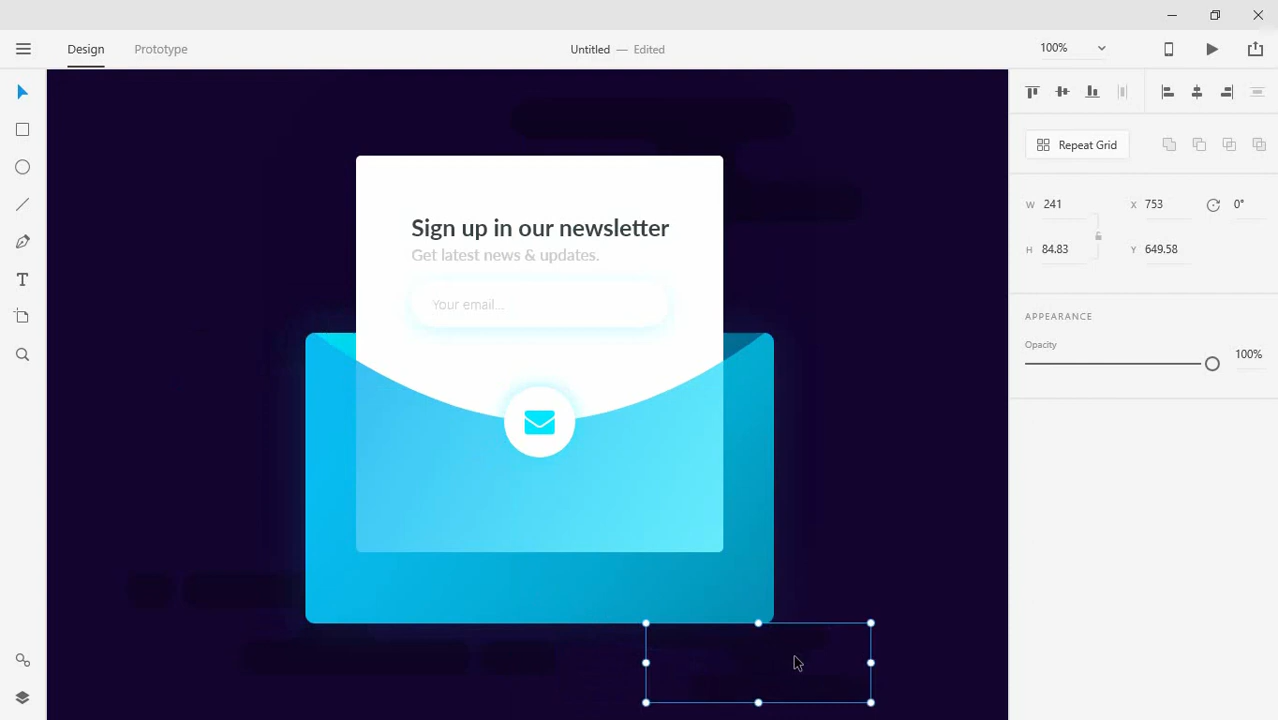 Design Prototype Untitled — Edited 100%
Repeat Grid
W 241 X 753 0°
H 84.83 Y 649.58
APPEARANCE
Opacity
100%
Sign up in our newsletter
Get latest news & updates.
Your email...
T